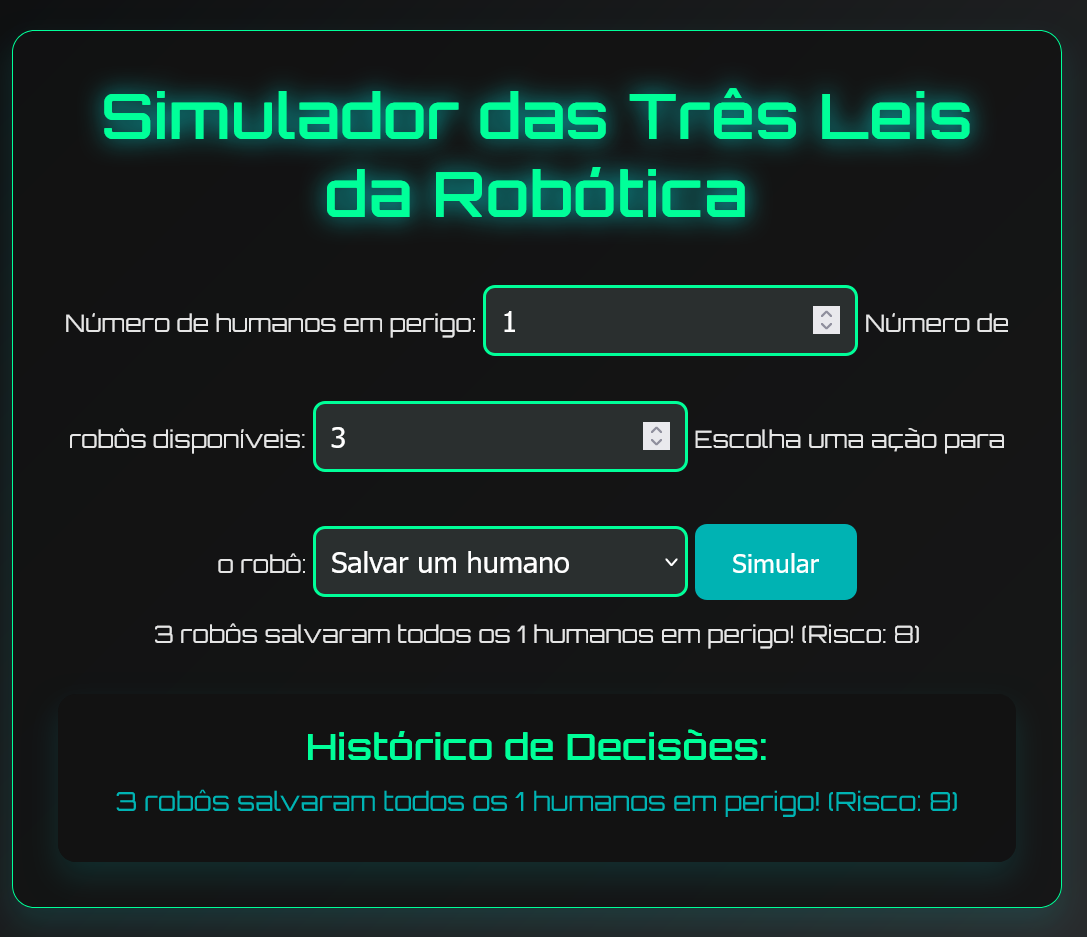 Simulador das Três Leis
da Robótica
Número de humanos em perigo: 1 Número de
robôs disponíveis: 3 Escolha uma ação para
o robô: Salvar um humano Simular
3 robôs salvaram todos os 1 humanos em perigo! (Risco: 8)
Histórico de Decisões:
3 robôs salvaram todos os 1 humanos em perigo! (Risco: 8)